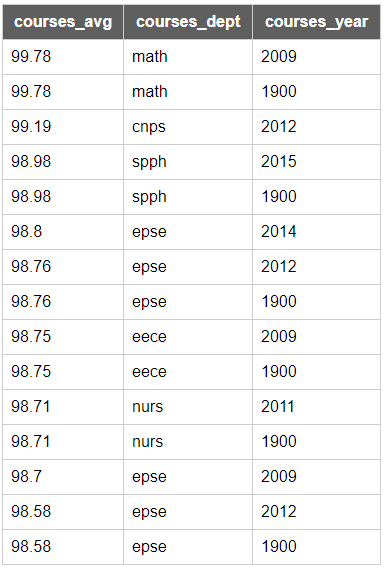 courses_avg courses_dept courses_year
99.78 math 2009
99.78 math 1900
99.19 cnps 2012
98.98 spph 2015
98.98 spph 1900
98.8 epse 2014
98.76 epse 2012
98.76 epse 1900
98.75 eece 2009
98.75 eece 1900
98.71 nurs 2011
98.71 nurs 1900
98.7 epse 2009
98.58 epse 2012
98.58 epse 1900